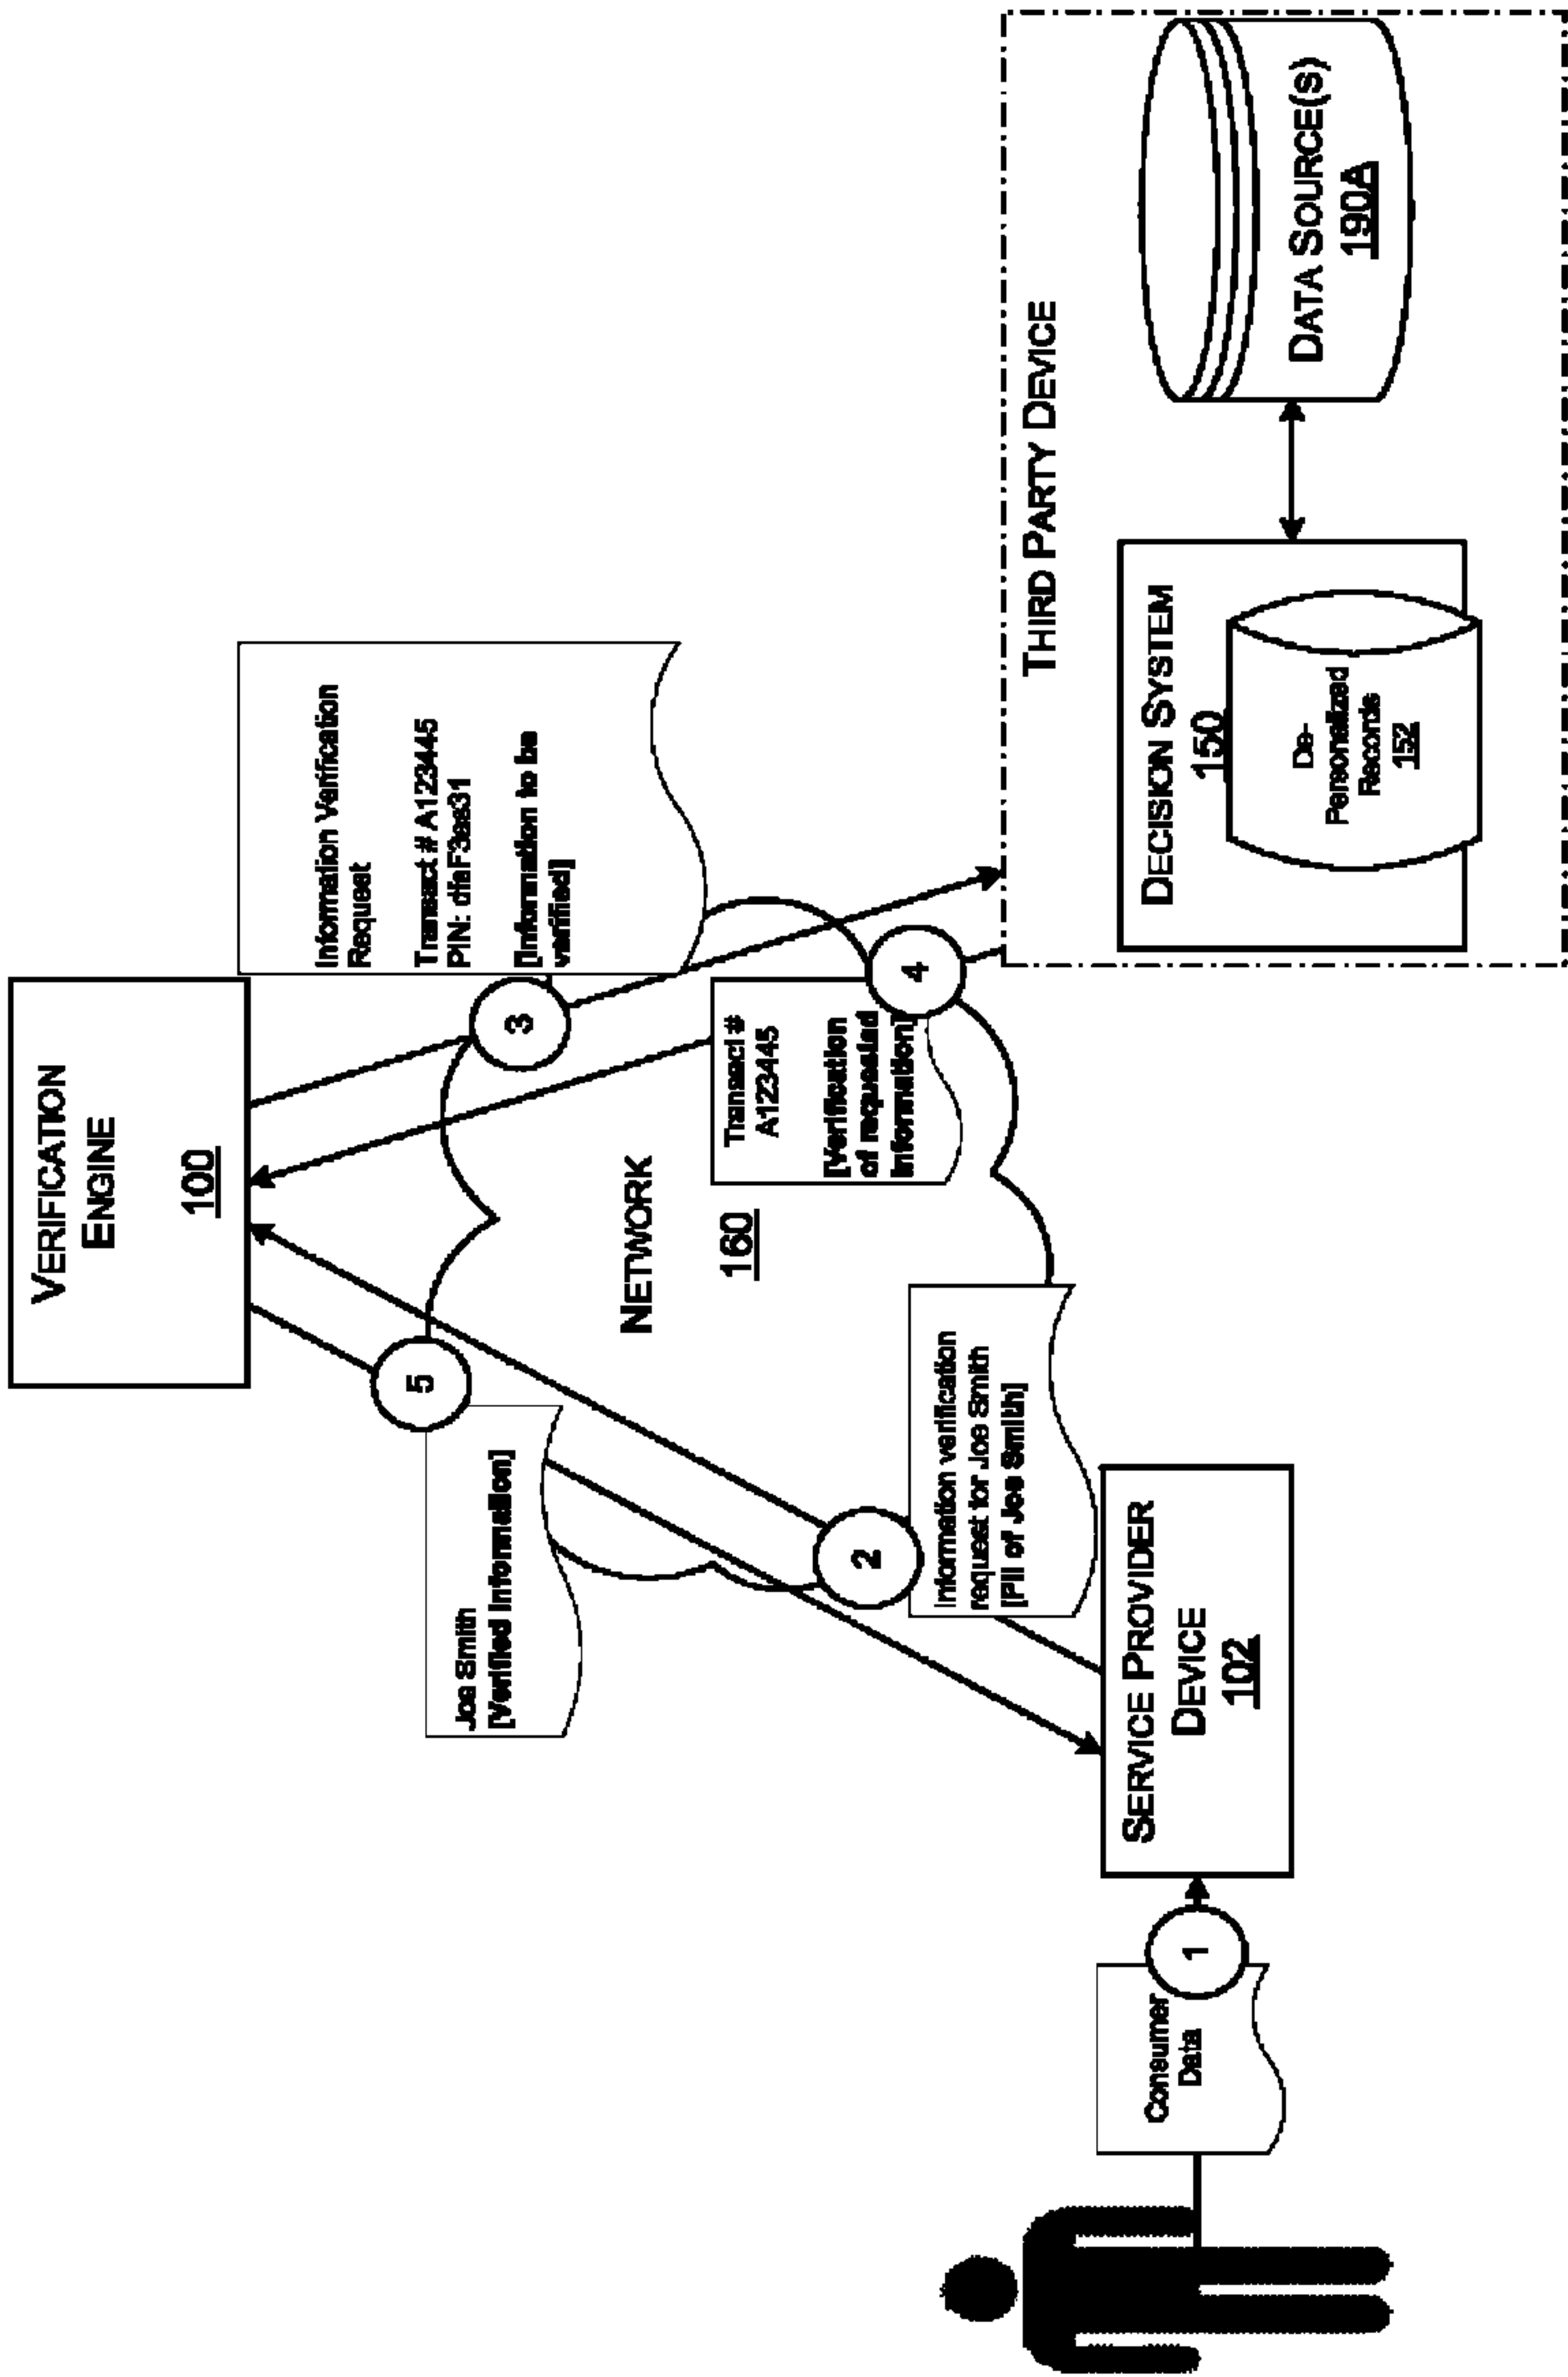 VERIFICATION
ENGINE
100
Information Verification
Request
Transact # A123445
PIN: dfaF3es31
[Information to be
verified]
3
5
Joe Smith
[Verified Information]
NETWORK
160
Transact #
A123445
[Verification
of requested
information]
4
2
Information verification
request for Joe Smith
[PII of Joe Smith]
THIRD PARTY DEVICE
DECISION SYSTEM
150
De-
Personalized
Records
152
DATA SOURCE(S)
190A
SERVICE PROVIDER
DEVICE
102
1
Consumer
Data